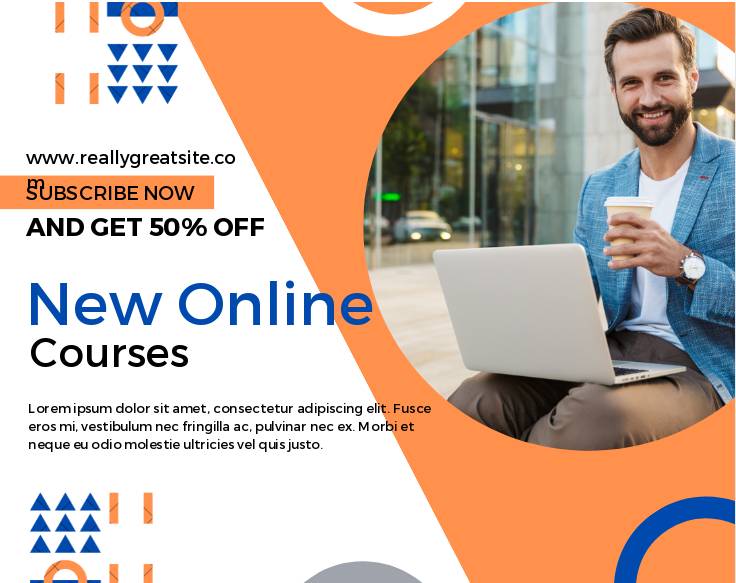 www.reallygreatsite.co
m
SUBSCRIBE NOW
AND GET 50% OFF
New Online
Courses
Lorem ipsum dolor sit amet, consectetur adipiscing elit. Fusce
eros mi, vestibulum nec fringilla ac, pulvinar nec ex. Morbi et
neque eu odio molestie ultricies vel quis justo.